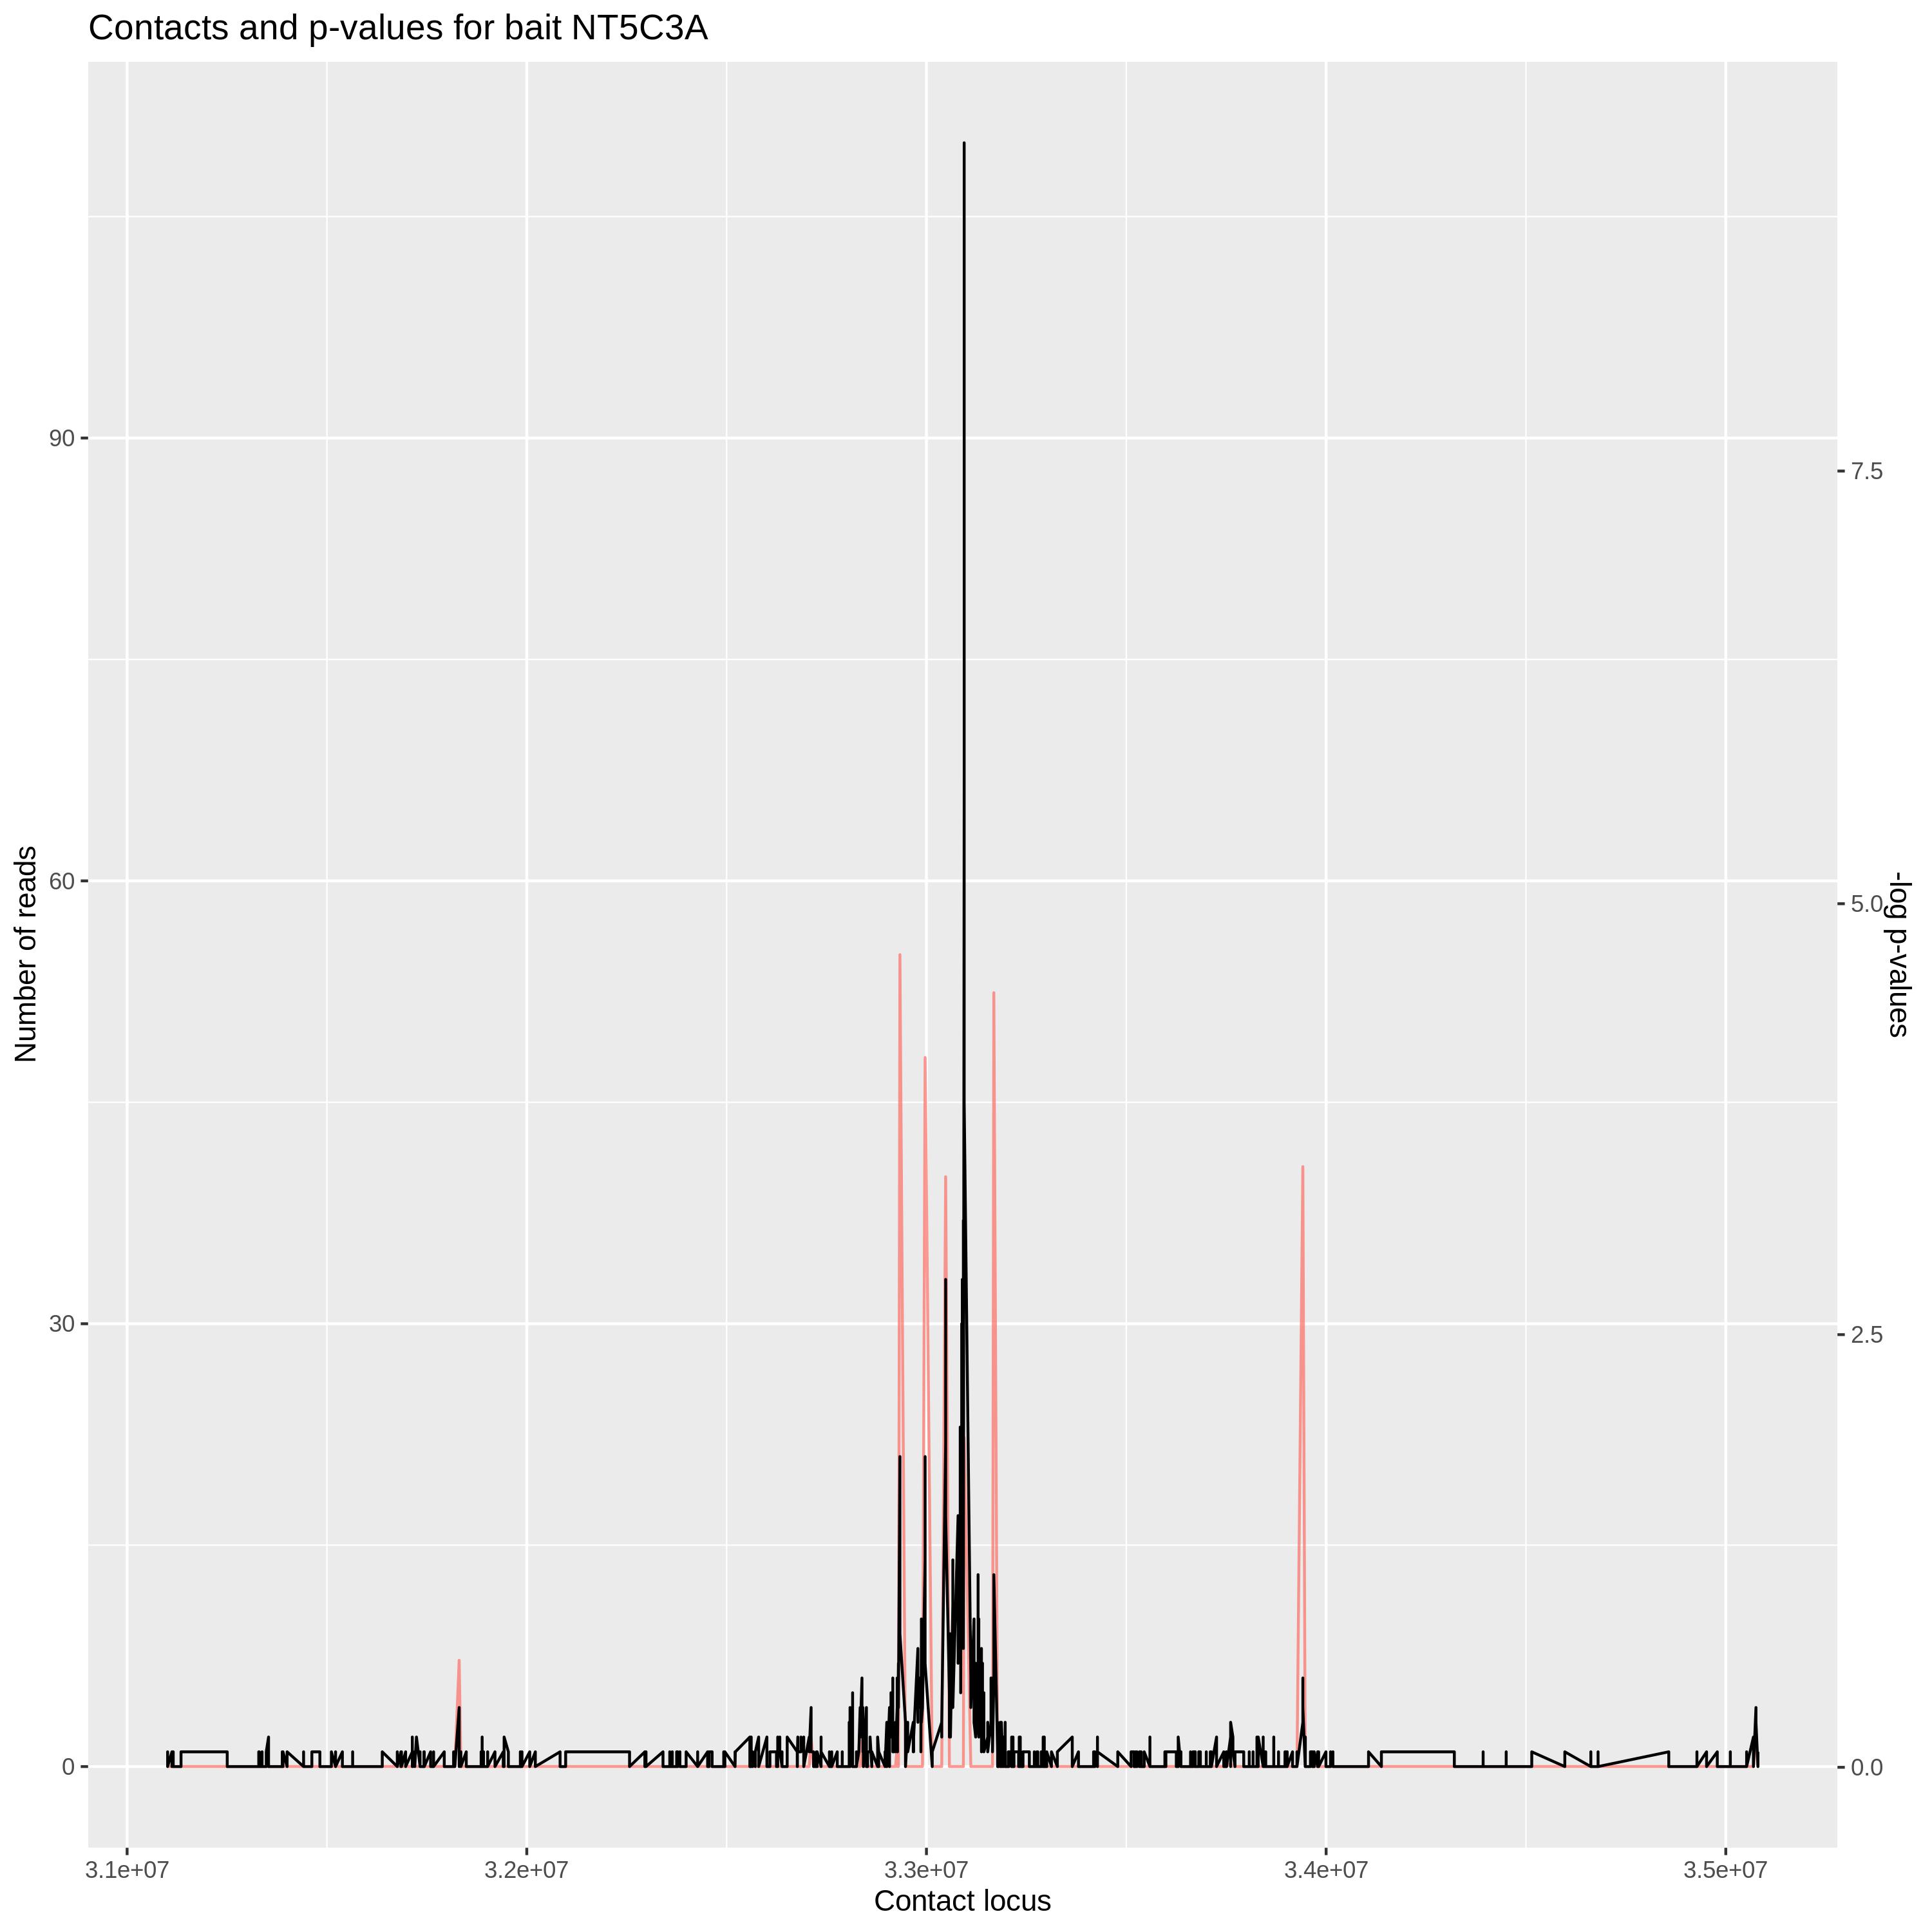 Contacts and p-values for bait NT5C3A
90
60
30
0
Number of reads
7.5
5.0
2.5
0.0
-log p-values
3.1e+07
3.2e+07
3.3e+07
3.4e+07
3.5e+07
Contact locus